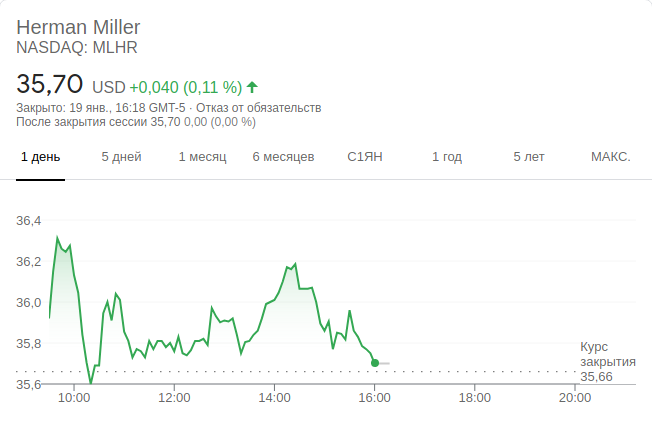 Herman Miller
NASDAQ: MLHR
35,70 USD +0,040 (0,11 %)
Закрыто: 19 янв., 16:18 GMT-5 · Отказ от обязательств
После закрытия сессии 35,70 0,00 (0,00 %)
1 день 5 дней 1 месяц 6 месяцев С1ЯН 1 год 5 лет МАКС.
36,4
36,2
36,0
35,8
Курс
закрытия
35,66
35,6
10:00 12:00 14:00 16:00 18:00 20:00